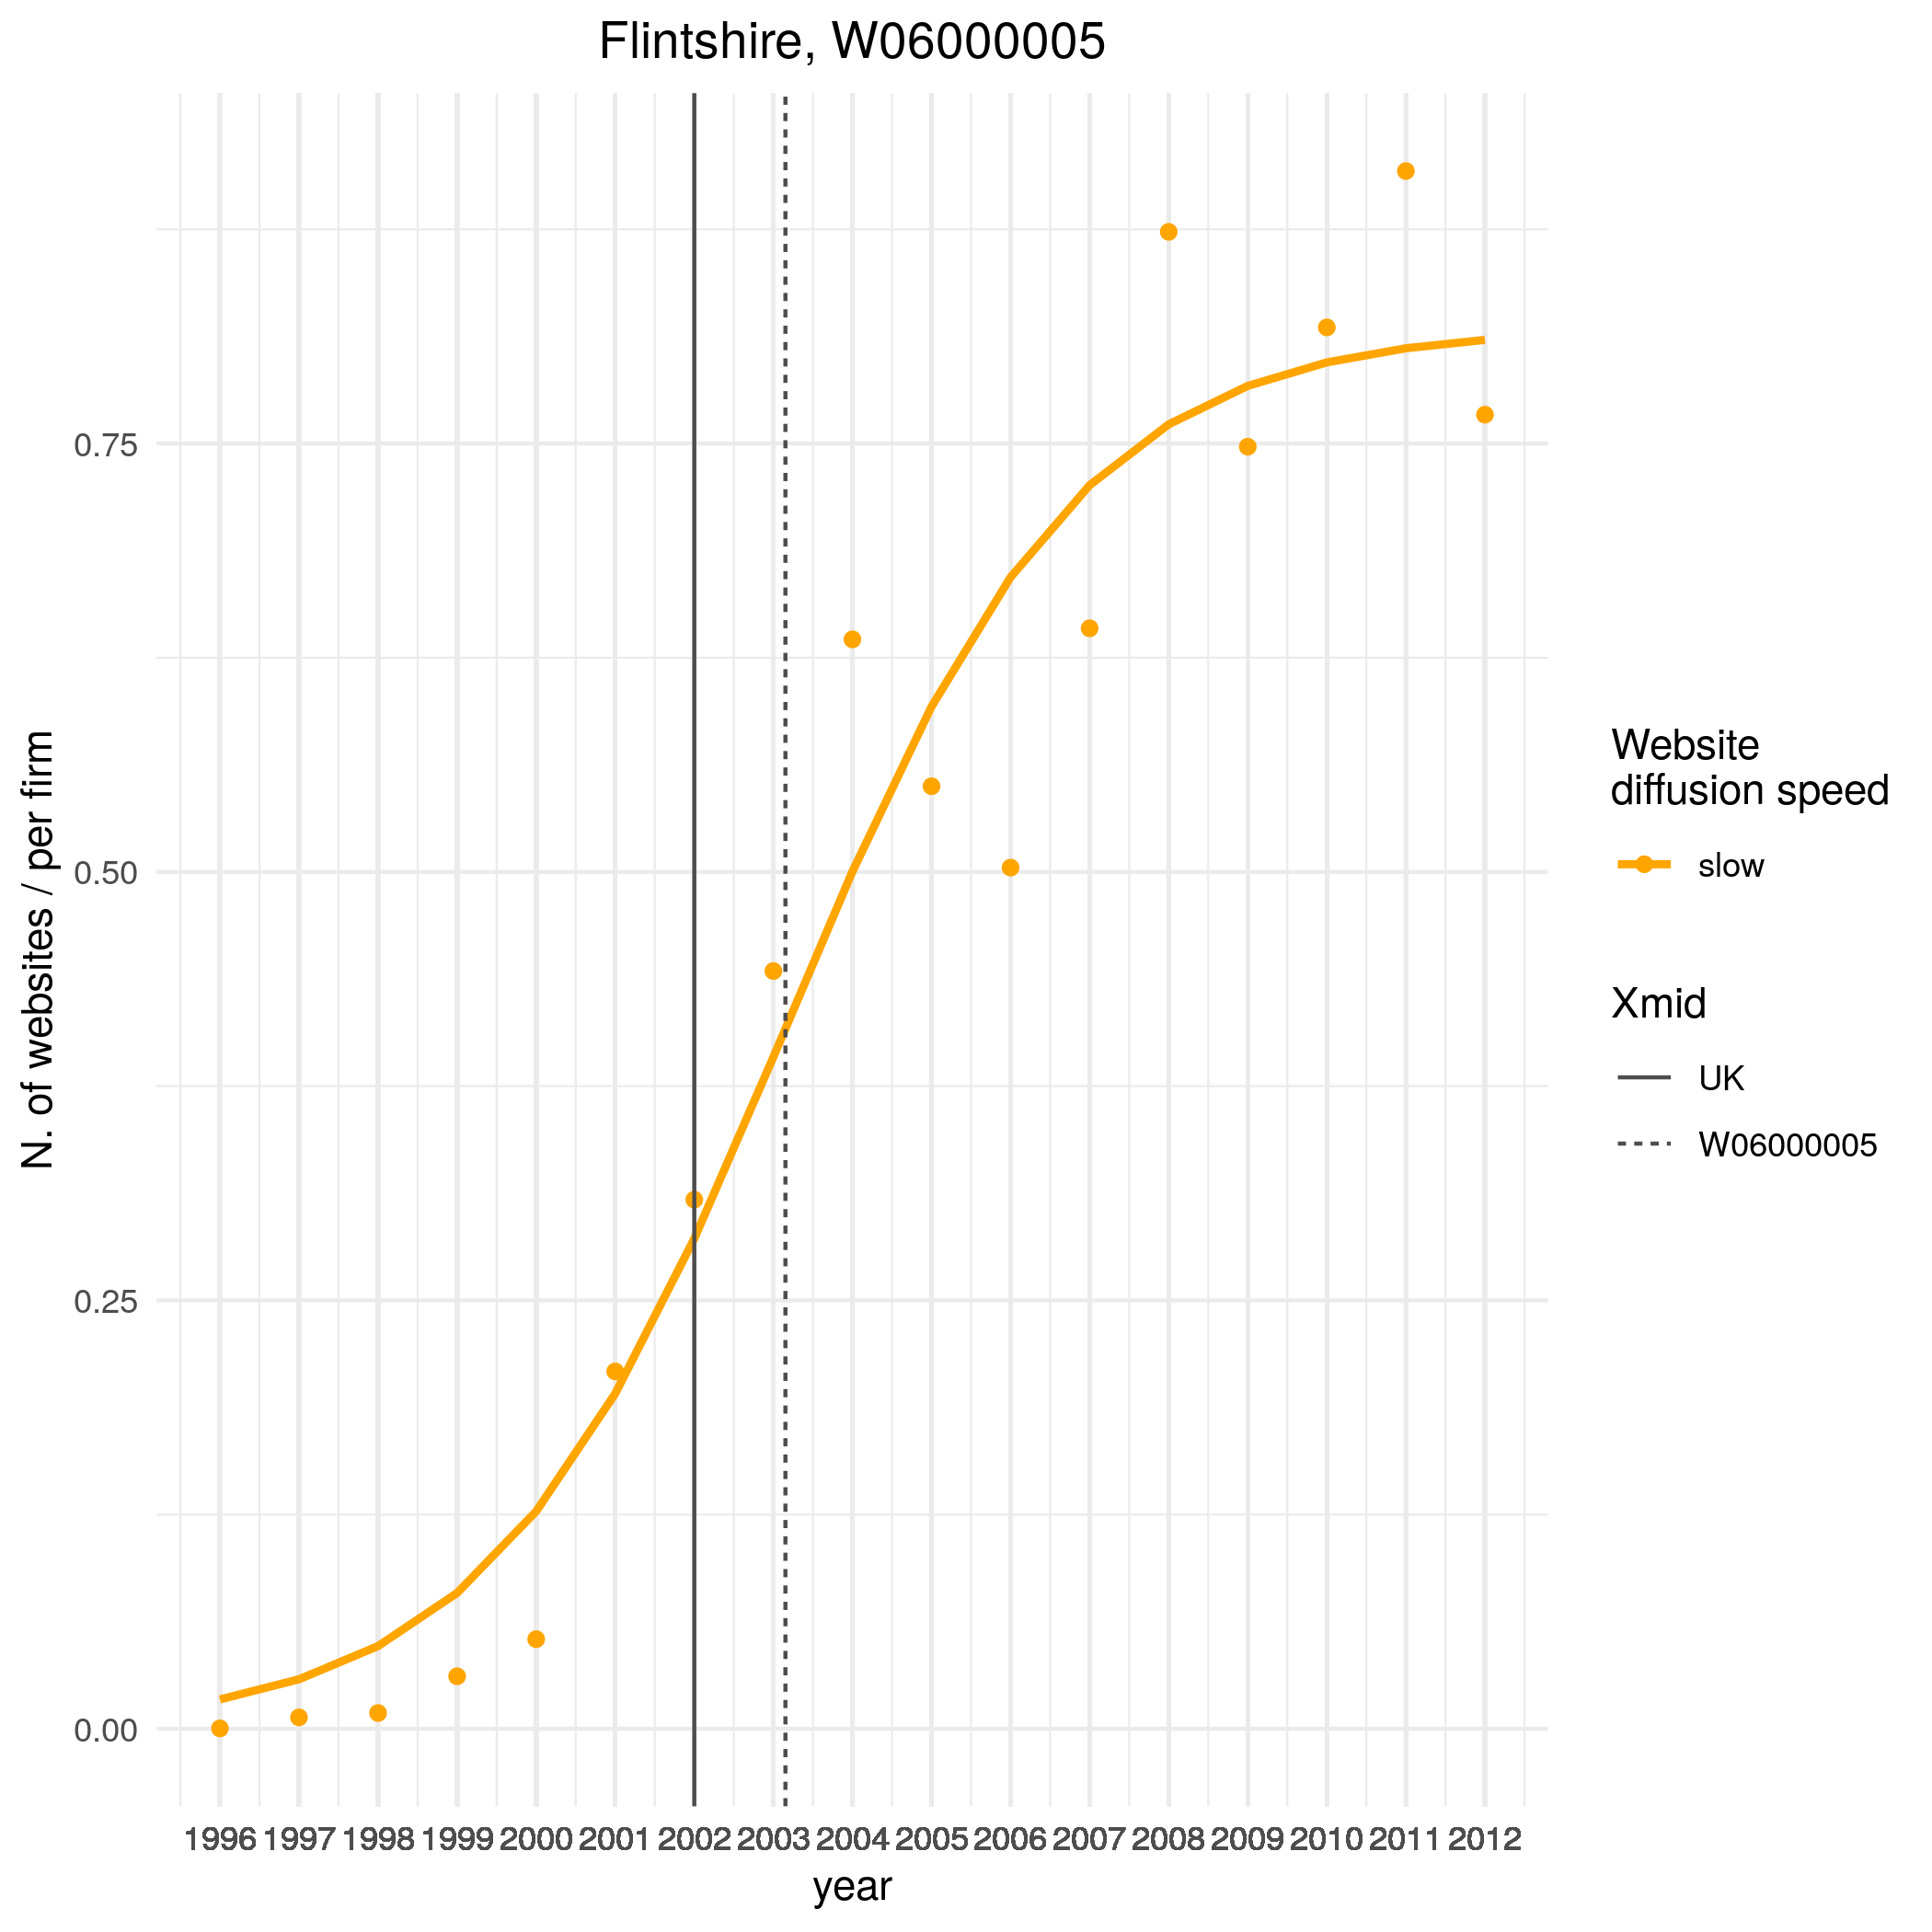 Flintshire, W06000005
N. of websites / per firm
0.75
0.50
0.25
0.00
1996 1997 1998 1999 2000 2001 2002 2003 2004 2005 2006 2007 2008 2009 2010 2011 2012
year
Website
diffusion speed
slow
Xmid
UK
W06000005